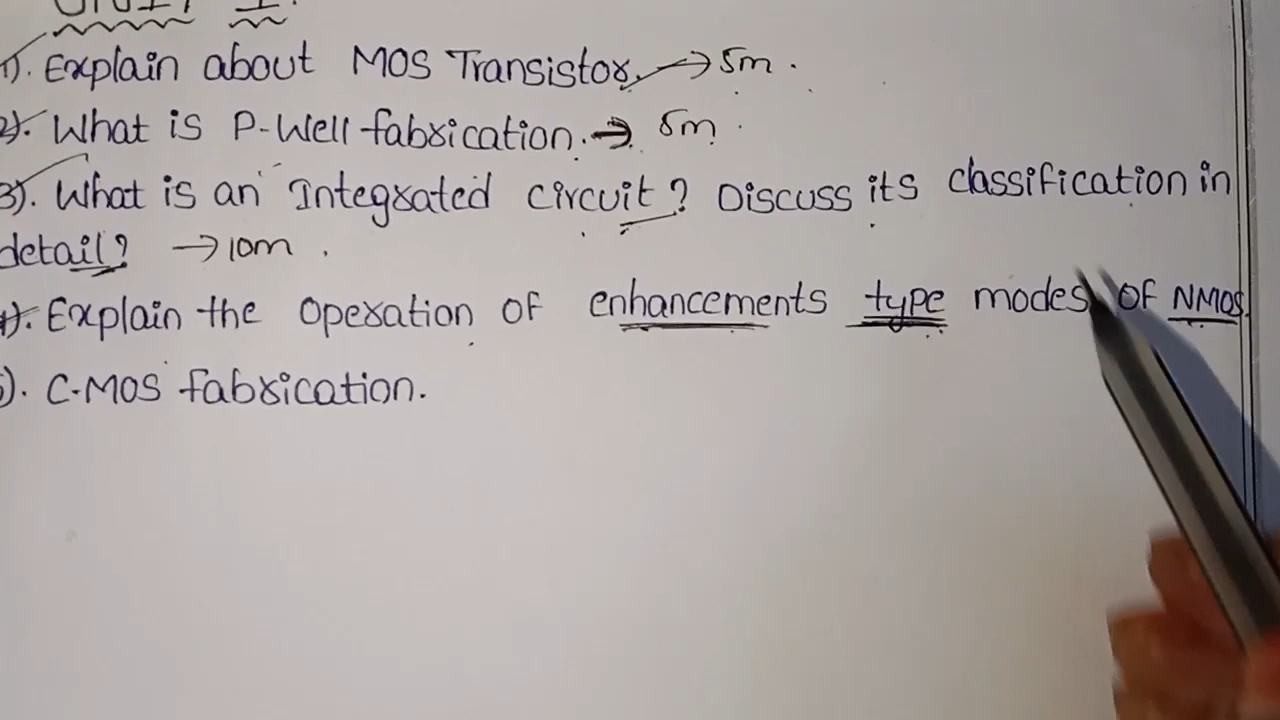 UNIT I
1). Explain about MOS Transistor. → 5m.
2). What is P-Well fabrication. → 5m.
3). What is an Integrated circuit? Discuss its classification in
detail? → 10m.
4). Explain the operation of enhancements type modes of NMOS.
5). C-MOS fabrication.